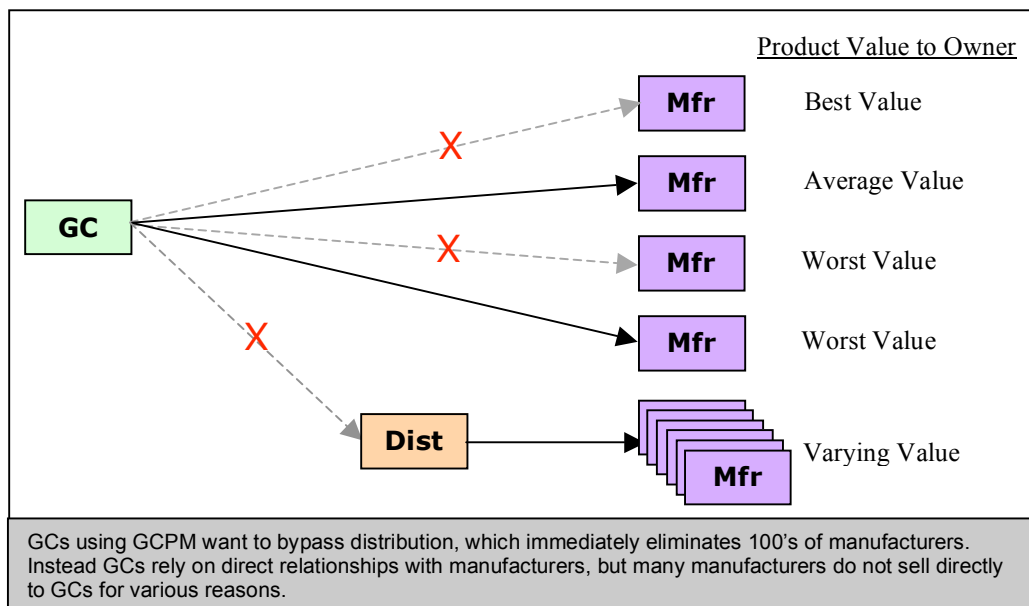 Product Value to Owner
Mfr Best Value
X
Mfr Average Value
GC
X
Mfr Worst Value
X
Mfr Worst Value
Dist
Mfr Varying Value
GCs using GCPM want to bypass distribution, which immediately eliminates 100's of manufacturers.
Instead GCs rely on direct relationships with manufacturers, but many manufacturers do not sell directly
to GCs for various reasons.